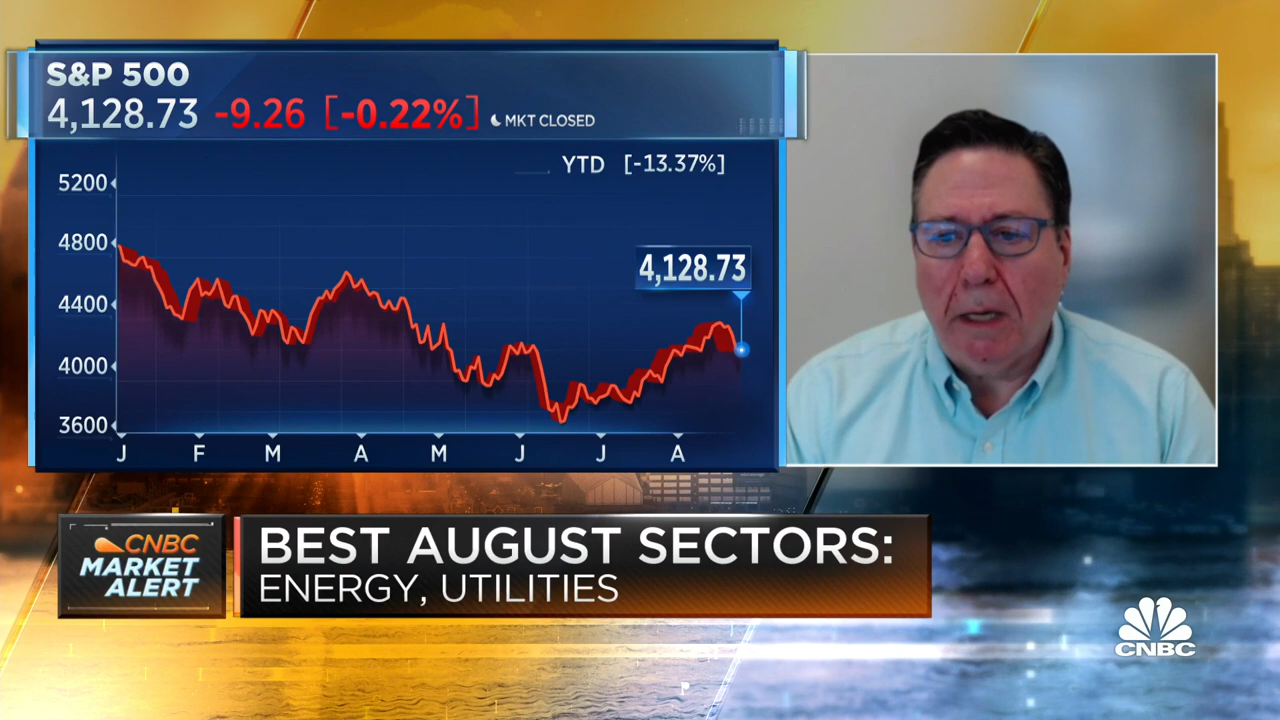 S&P 500
4,128.73 -9.26 [-0.22%] MKT CLOSED
YTD [-13.37%]
5200
4800
4400
4000
3600
4,128.73
J F M A M J J A
CNBC
MARKET
ALERT
BEST AUGUST SECTORS:
ENERGY, UTILITIES
CNBC